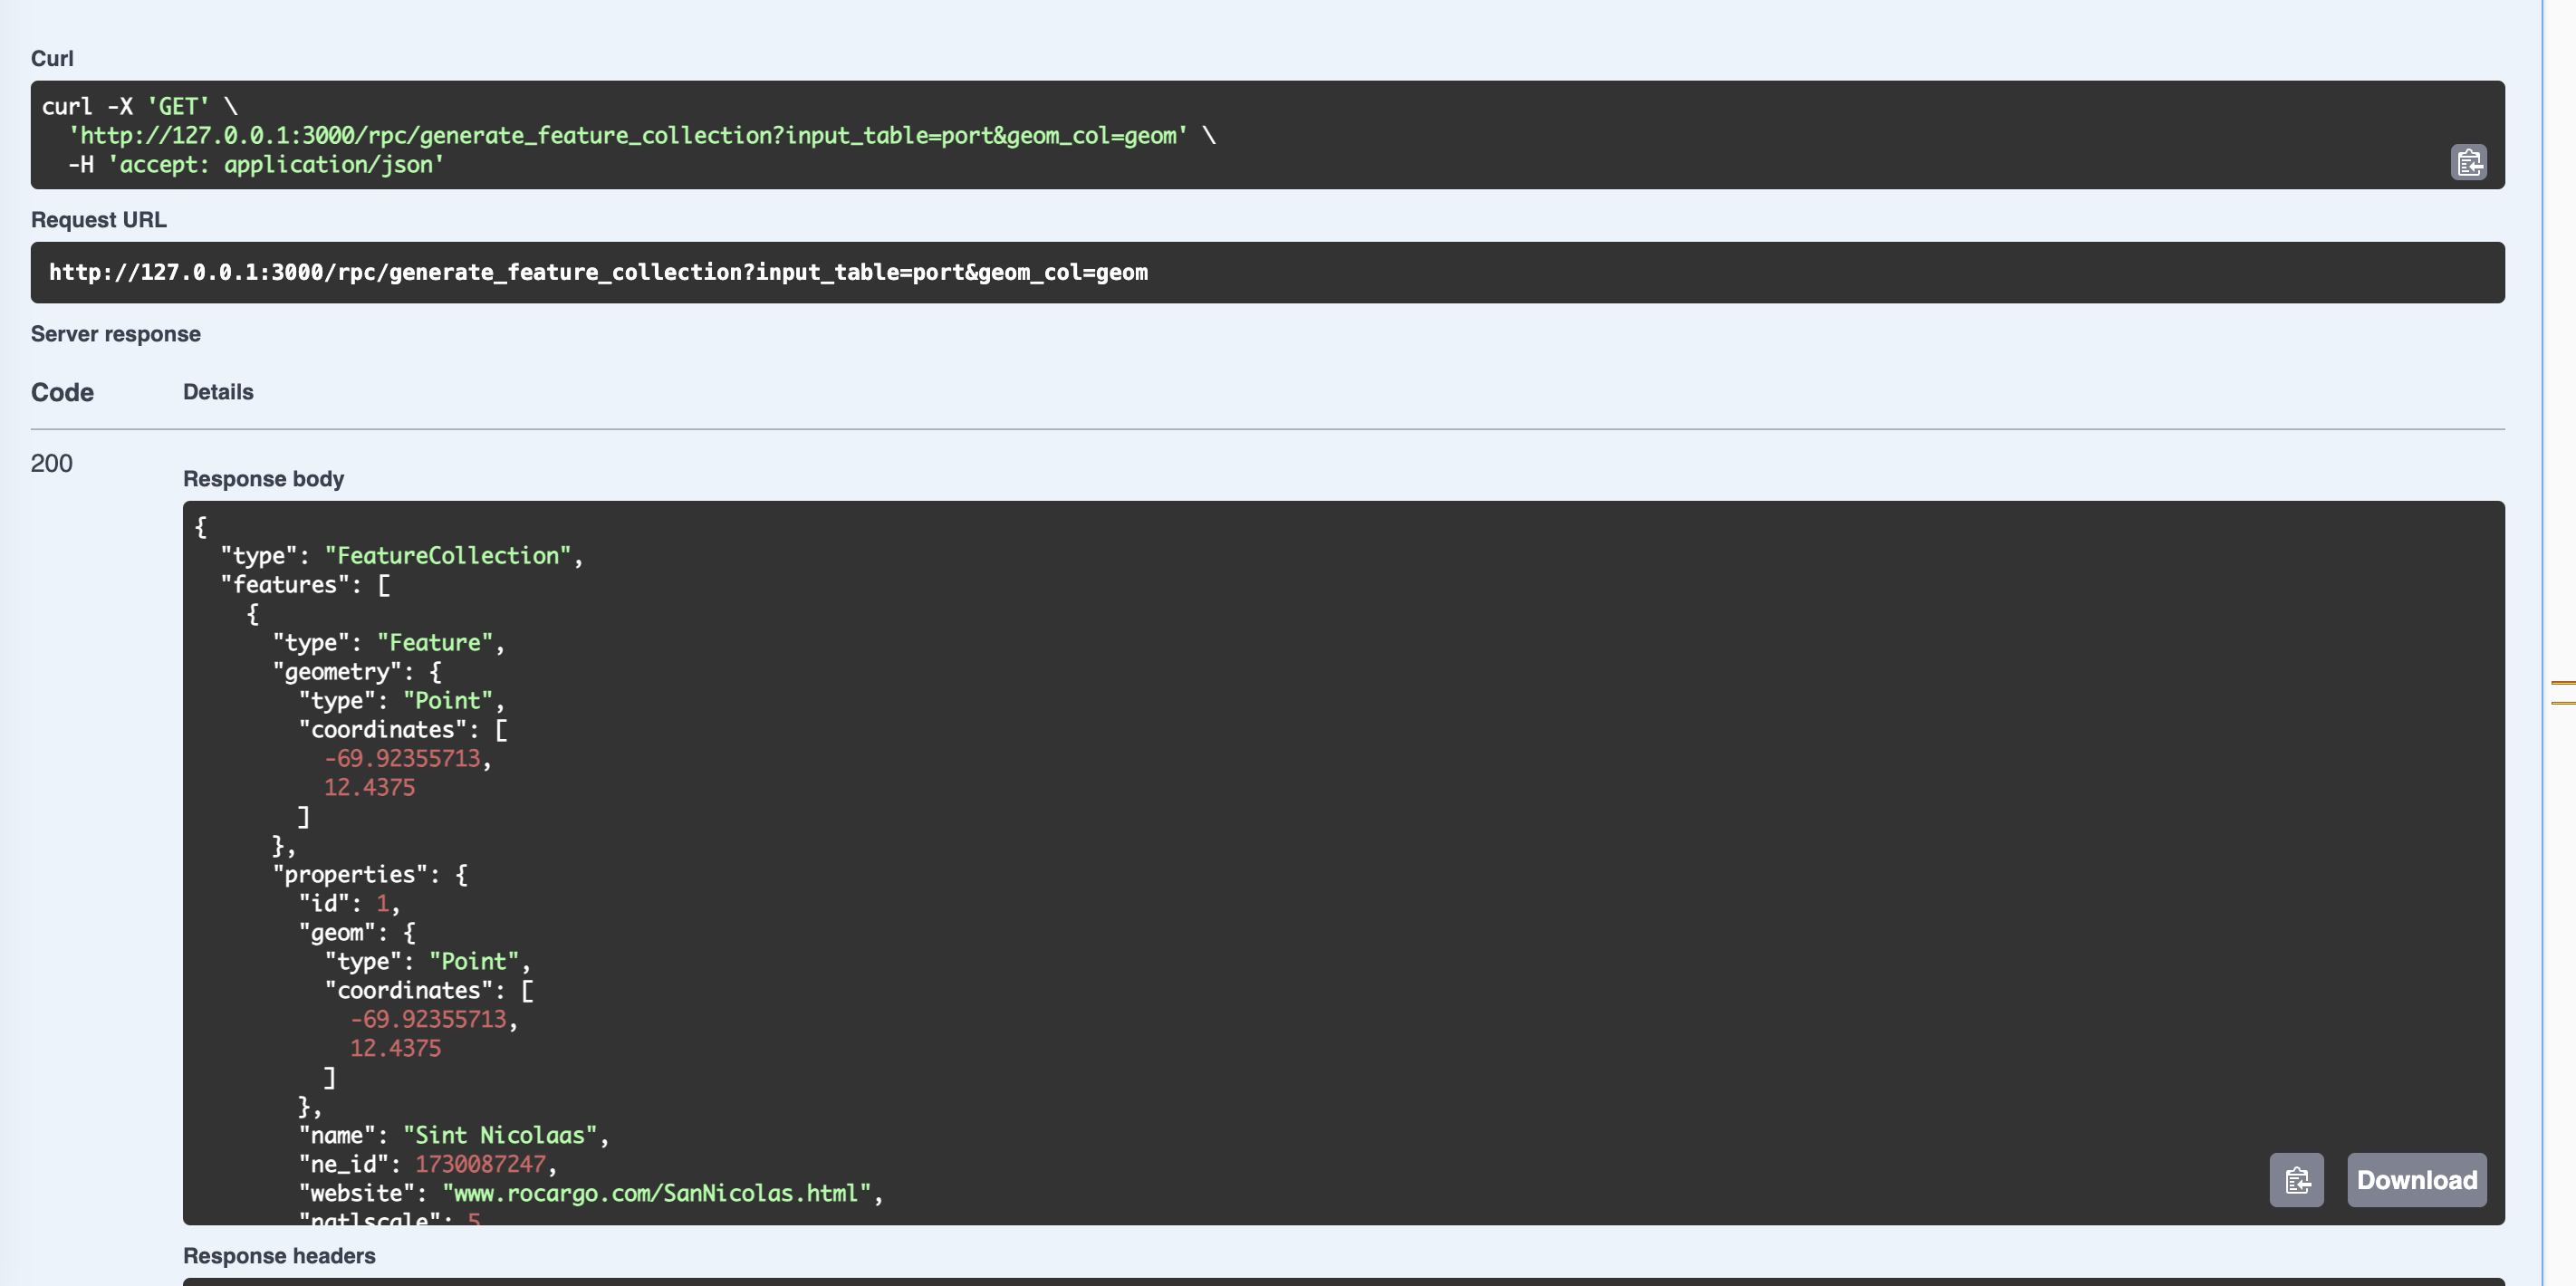 Curl
curl -X 'GET' \
'http://127.0.0.1:3000/rpc/generate_feature_collection?input_table=port&geom_col=geom' \
-H 'accept: application/json'
Request URL
http://127.0.0.1:3000/rpc/generate_feature_collection?input_table=port&geom_col=geom
Server response
Code Details
200
Response body
{
"type": "FeatureCollection",
"features": [
{
"type": "Feature",
"geometry": {
"type": "Point",
"coordinates": [
-69.92355713,
12.4375
]
},
"properties": {
"id": 1,
"geom": {
"type": "Point",
"coordinates": [
-69.92355713,
12.4375
]
},
"name": "Sint Nicolaas",
"ne_id": 1730087247,
"website": "www.rocargo.com/SanNicolas.html",
"natlscale": 5
Download
Response headers